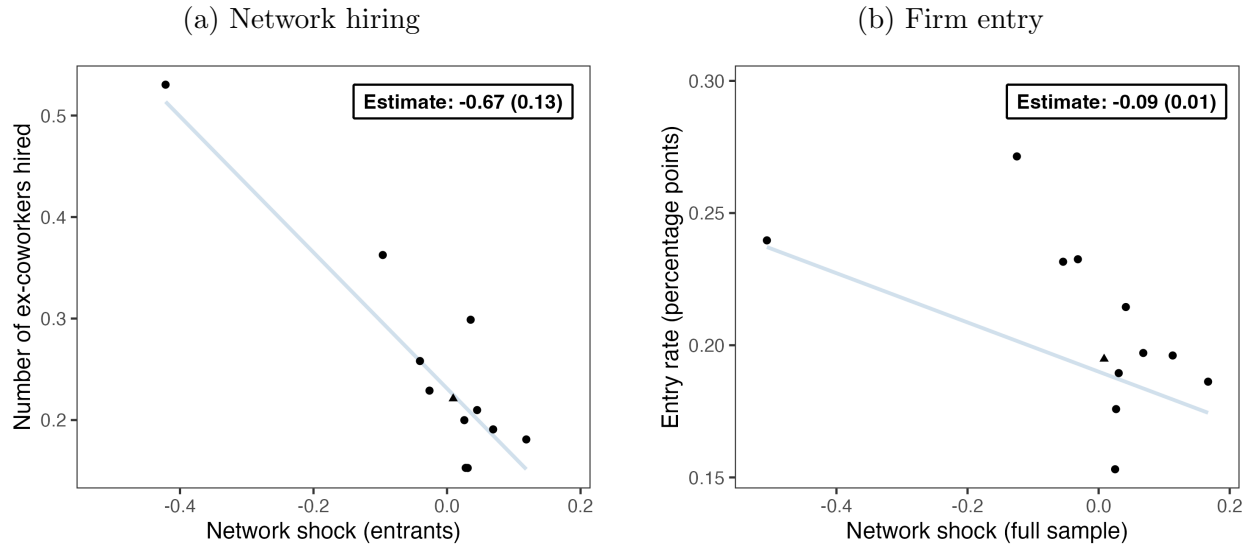 (a) Network hiring
Estimate: -0.67 (0.13)
Number of ex-coworkers hired
0.5
0.4
0.3
0.2
-0.4 -0.2 0.0 0.2
Network shock (entrants)
(b) Firm entry
Estimate: -0.09 (0.01)
Entry rate (percentage points)
0.30
0.25
0.20
0.15
-0.4 -0.2 0.0 0.2
Network shock (full sample)